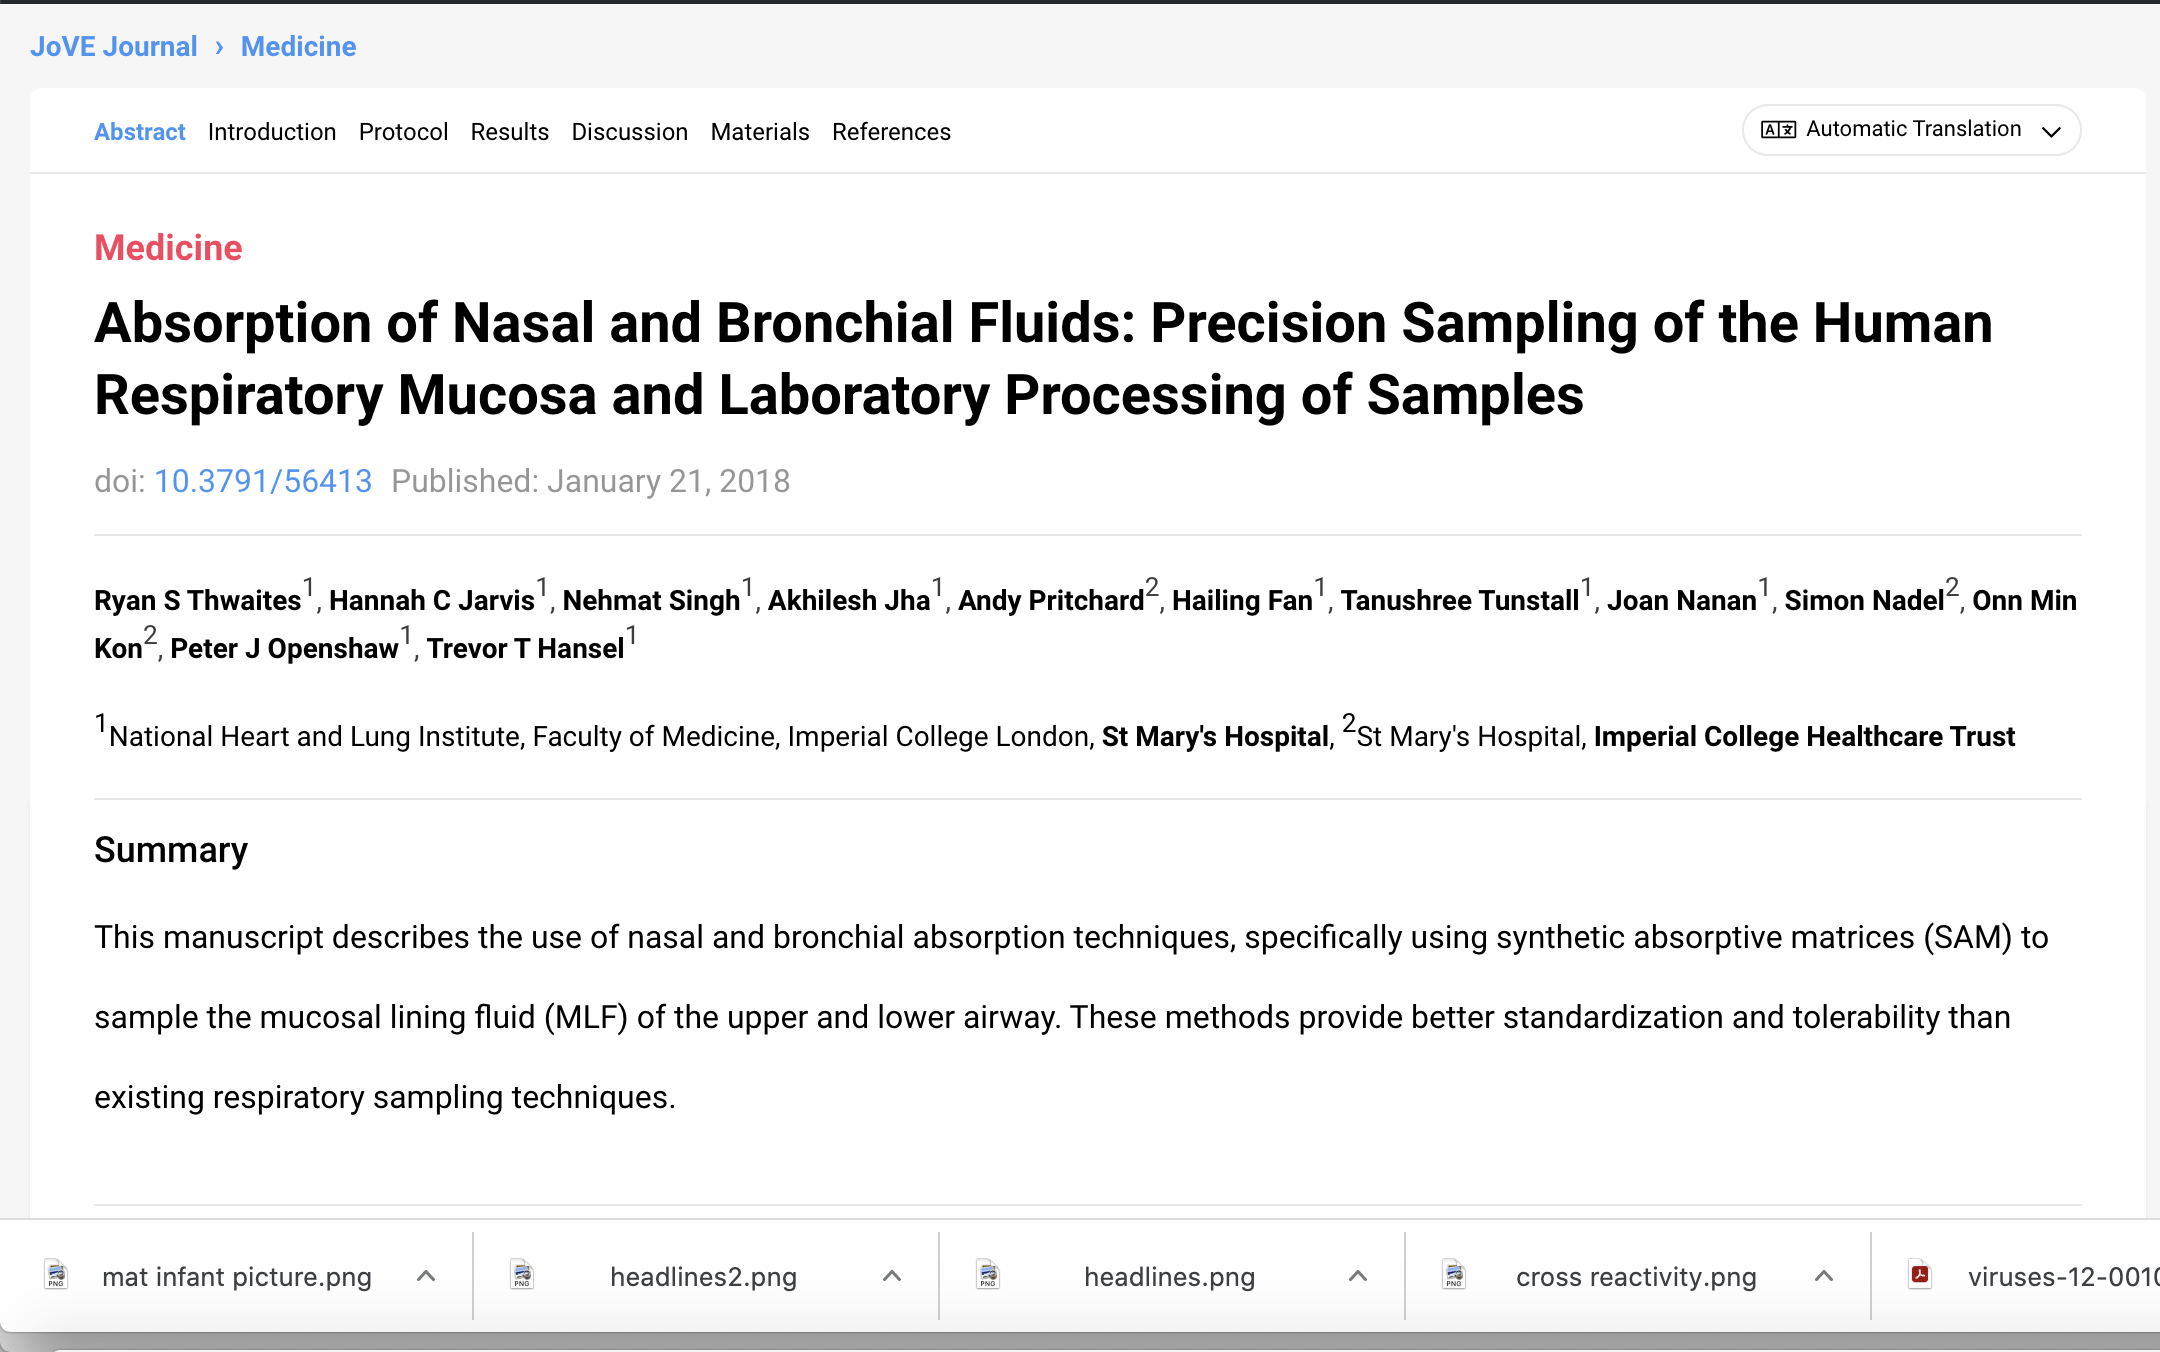 JoVE Journal › Medicine
Abstract Introduction Protocol Results Discussion Materials References
Automatic Translation
Medicine
Absorption of Nasal and Bronchial Fluids: Precision Sampling of the Human
Respiratory Mucosa and Laboratory Processing of Samples
doi: 10.3791/56413 Published: January 21, 2018
Ryan S Thwaites1, Hannah C Jarvis1, Nehmat Singh1, Akhilesh Jha1, Andy Pritchard2, Hailing Fan1, Tanushree Tunstall1, Joan Nanan1, Simon Nadel2, Onn Min
Kon2, Peter J Openshaw1, Trevor T Hansel1
1National Heart and Lung Institute, Faculty of Medicine, Imperial College London, St Mary's Hospital, 2St Mary's Hospital, Imperial College Healthcare Trust
Summary
This manuscript describes the use of nasal and bronchial absorption techniques, specifically using synthetic absorptive matrices (SAM) to
sample the mucosal lining fluid (MLF) of the upper and lower airway. These methods provide better standardization and tolerability than
existing respiratory sampling techniques.
mat infant picture.png headlines2.png headlines.png cross reactivity.png viruses-12-0010